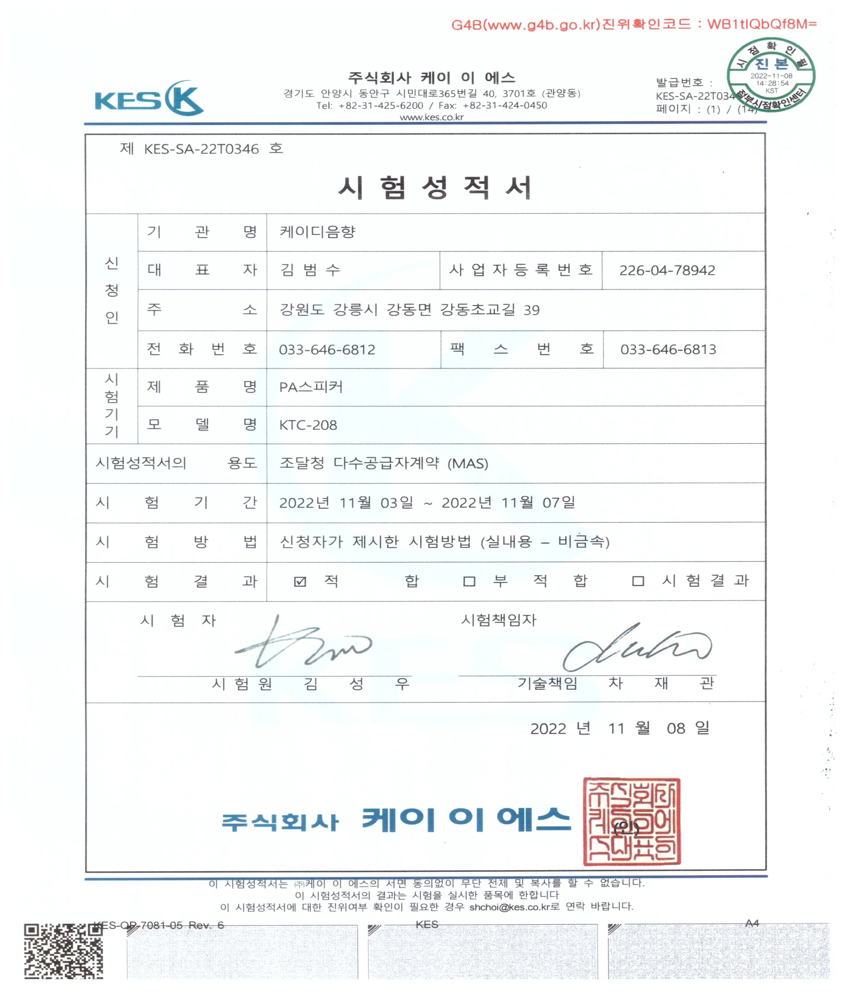 G4B(www.g4b.go.kr)진위확인코드 : WB1tIQbQf8M=
시점확인필
진본
2022-11-08
14:28:54
KST
정부시점확인센터
KES K
주식회사 케이 이 에스
경기도 안양시 동안구 시민대로365번길 40, 3701호 (관양동)
Tel: +82-31-425-6200 / Fax: +82-31-424-0450
www.kes.co.kr
발급번호 :
KES-SA-22T034
페이지 : (1) / (14)
제 KES-SA-22T0346 호
시 험 성 적 서
신청인
기 관 명 케이디음향
대 표 자 김 범 수 사 업 자 등 록 번 호 226-04-78942
주 소 강원도 강릉시 강동면 강동초교길 39
전 화 번 호 033-646-6812 팩 스 번 호 033-646-6813
시험기기
제 품 명 PA스피커
모 델 명 KTC-208
시험성적서의 용도 조달청 다수공급자계약 (MAS)
시 험 기 간 2022년 11월 03일 ~ 2022년 11월 07일
시 험 방 법 신청자가 제시한 시험방법 (실내용 – 비금속)
시 험 결 과 ☑ 적 합 □ 부 적 합 □ 시 험 결 과
시 험 자 시험책임자
시 험 원 김 성 우 기술책임 차 재 관
2022 년 11 월 08 일
주식회사 케이 이 에스 (인)
이 시험성적서는 ㈜케이 이 에스의 서면 동의없이 무단 전제 및 복사를 할 수 없습니다.
이 시험성적서의 결과는 시험을 실시한 품목에 한합니다
이 시험성적서에 대한 진위여부 확인이 필요한 경우 shchoi@kes.co.kr로 연락 바랍니다.
KES-QP-7081-05 Rev. 6 KES A4